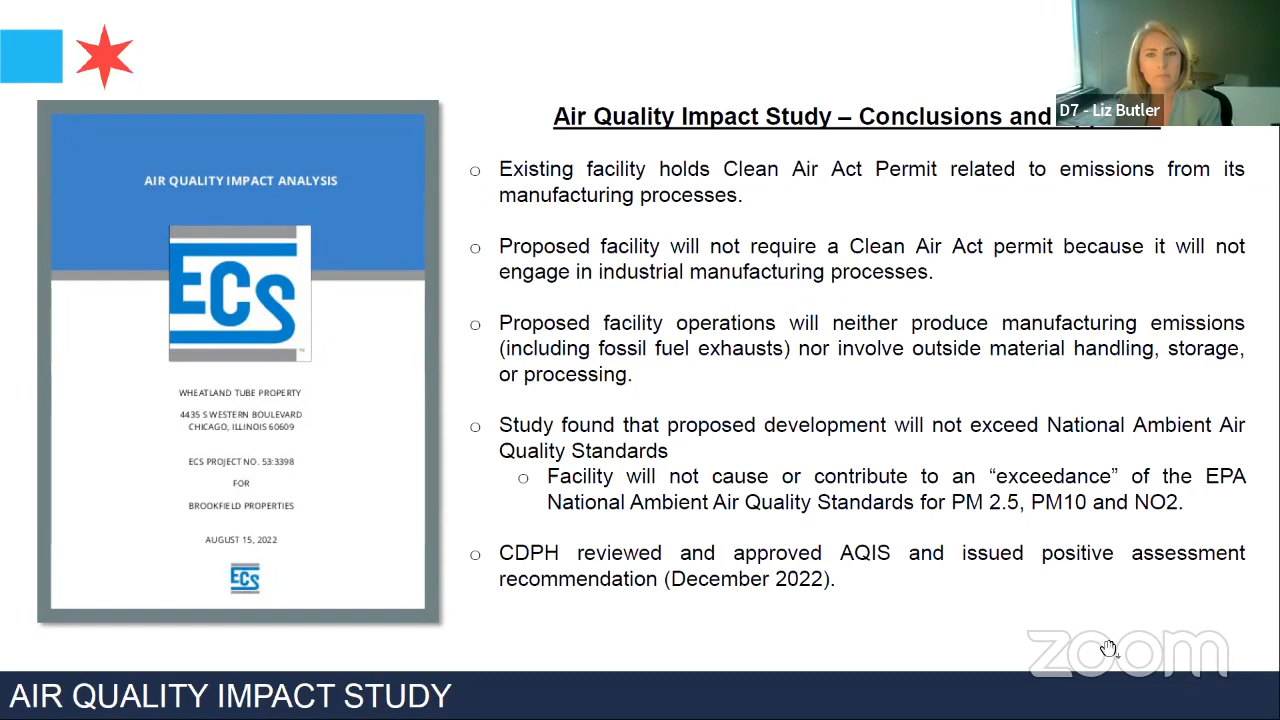 D7 - Liz Butler
Air Quality Impact Study – Conclusions and
AIR QUALITY IMPACT ANALYSIS
ECS
WHEATLAND TUBE PROPERTY
4435 S WESTERN BOULEVARD
CHICAGO, ILLINOIS 60609
ECS PROJECT NO. 53:3398
FOR
BROOKFIELD PROPERTIES
AUGUST 15, 2022
ECS
○ Existing facility holds Clean Air Act Permit related to emissions from its
manufacturing processes.
○ Proposed facility will not require a Clean Air Act permit because it will not
engage in industrial manufacturing processes.
○ Proposed facility operations will neither produce manufacturing emissions
(including fossil fuel exhausts) nor involve outside material handling, storage,
or processing.
○ Study found that proposed development will not exceed National Ambient Air
Quality Standards
○ Facility will not cause or contribute to an “exceedance” of the EPA
National Ambient Air Quality Standards for PM 2.5, PM10 and NO2.
○ CDPH reviewed and approved AQIS and issued positive assessment
recommendation (December 2022).
zoom
AIR QUALITY IMPACT STUDY